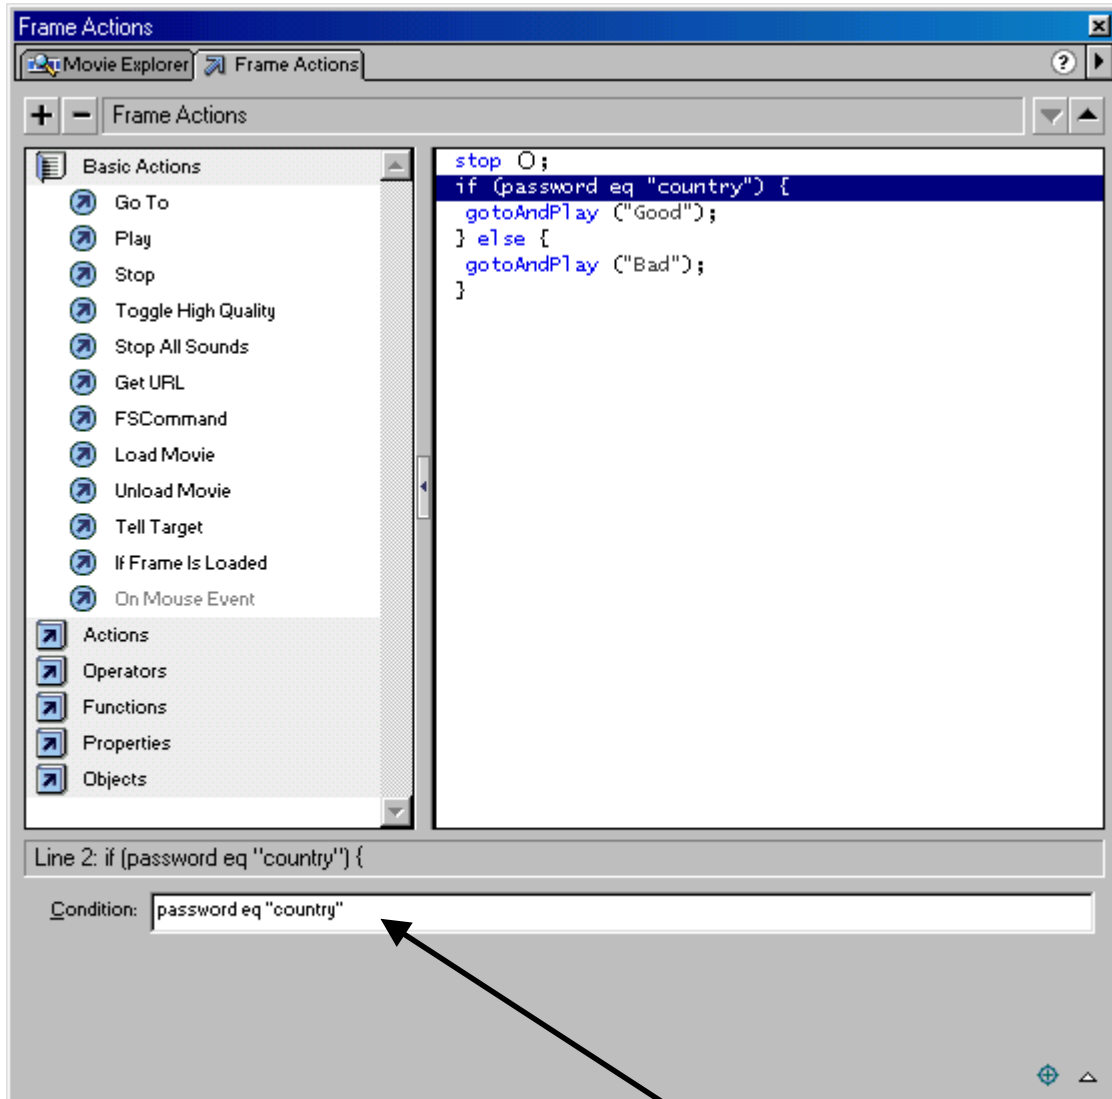 Frame Actions
Movie Explorer Frame Actions
Frame Actions
Basic Actions
Go To
Play
Stop
Toggle High Quality
Stop All Sounds
Get URL
FSCommand
Load Movie
Unload Movie
Tell Target
If Frame Is Loaded
On Mouse Event
Actions
Operators
Functions
Properties
Objects
stop ();
if (password eq "country") {
gotoAndPlay ("Good");
} else {
gotoAndPlay ("Bad");
}
Line 2: if (password eq "country") {
Condition: password eq "country"